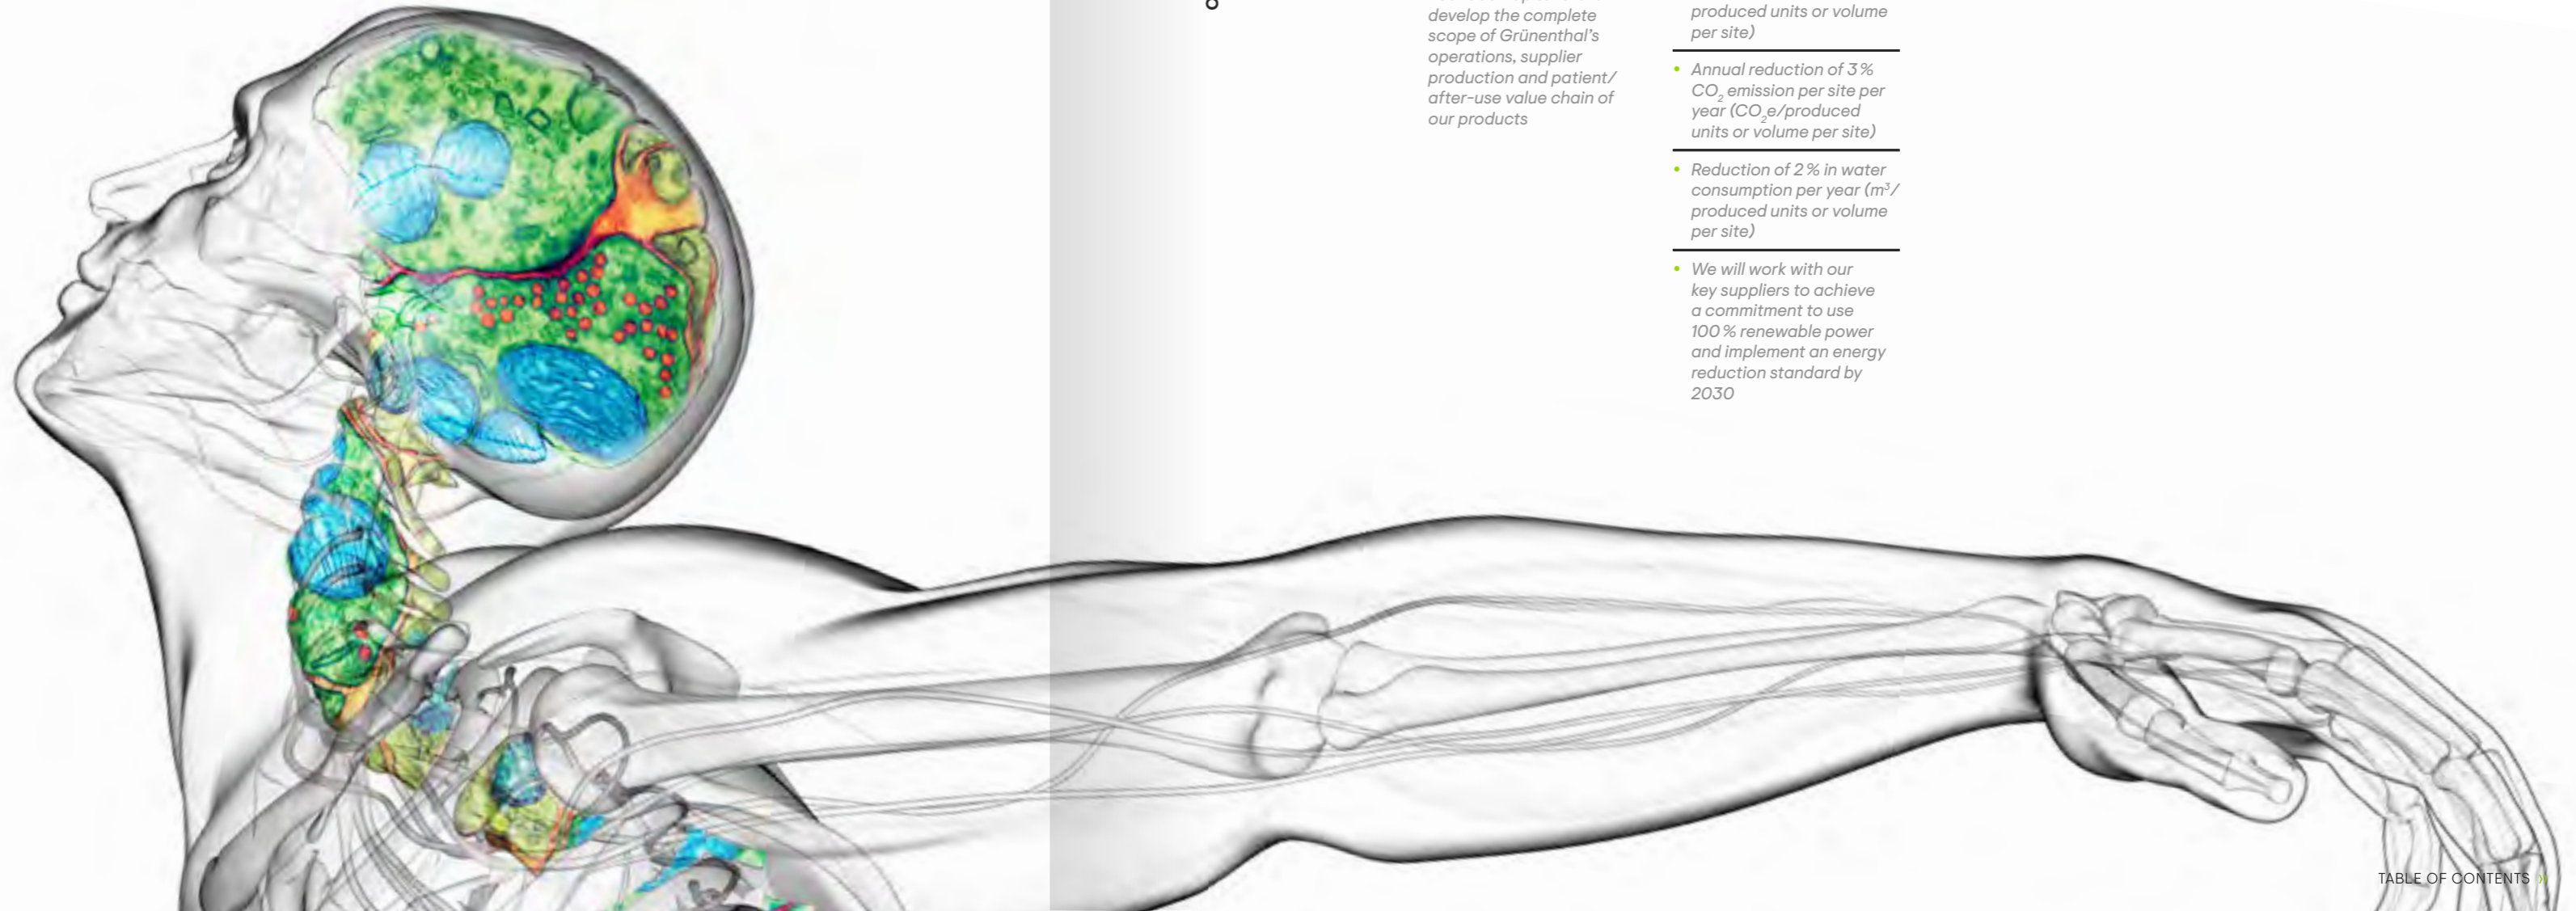 develop the complete
scope of Grünenthal's
operations, supplier
production and patient/
after-use value chain of
our products
produced units or volume
per site)
• Annual reduction of 3 %
CO₂ emission per site per
year (CO₂e/produced
units or volume per site)
• Reduction of 2 % in water
consumption per year (m³/
produced units or volume
per site)
• We will work with our
key suppliers to achieve
a commitment to use
100 % renewable power
and implement an energy
reduction standard by
2030
TABLE OF CONTENTS »